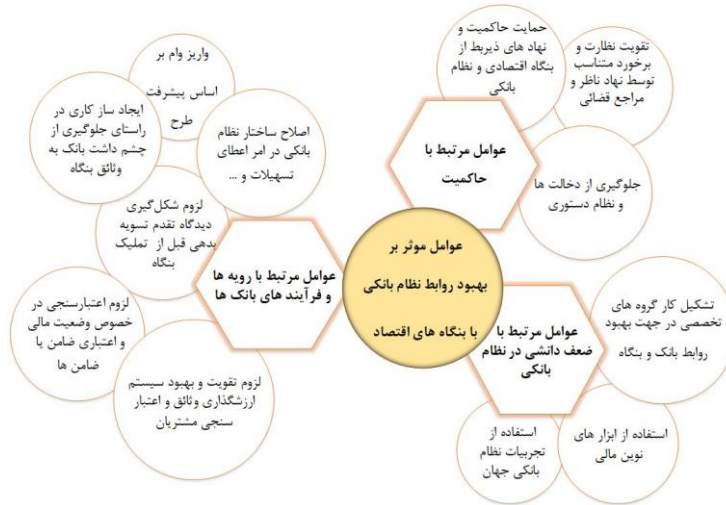 عوامل موثر بر
بهبود روابط نظام بانکی
با بنگاه های اقتصاد
عوامل مرتبط با
حاکمیت
حمایت حاکمیت و
نهاد های ذیربط از
بنگاه اقتصادی و نظام
بانکی
تقویت نظارت و
برخورد متناسب
توسط نهاد ناظر و
مراجع قضائی
جلوگیری از دخالت ها
و نظام دستوری
عوامل مرتبط با
ضعف دانشی در نظام
بانکی
تشکیل کار گروه های
تخصصی در جهت بهبود
روابط بانک و بنگاه
استفاده از ابزار های
نوین مالی
استفاده از
تجربیات نظام
بانکی جهان
عوامل مرتبط با رویه ها
و فرآیند های بانک ها
واریز وام بر
اساس پیشرفت
طرح
اصلاح ساختار نظام
بانکی در امر اعطای
تسهیلات و ...
ایجاد ساز کاری در
راستای جلوگیری از
چشم داشت بانک به
وثائق بنگاه
لزوم شکل‌گیری
دیدگاه تقدم تسویه
بدهی قبل از تملیک
بنگاه
لزوم اعتبارسنجی در
خصوص وضعیت مالی
و اعتباری ضامن یا
ضامن ها
لزوم تقویت و بهبود سیستم
ارزشگذاری وثائق و اعتبار
سنجی مشتریان